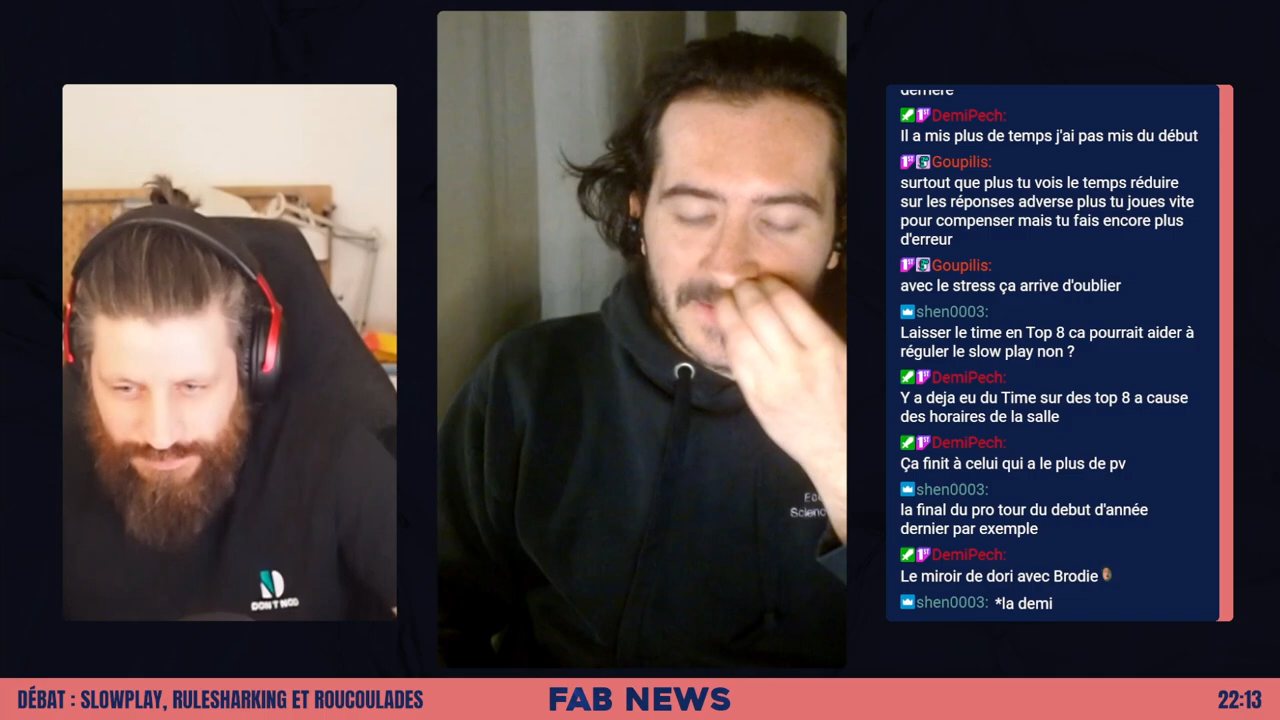 DON'T NOD
DemiPech:
Il a mis plus de temps j'ai pas mis du début
Goupilis:
surtout que plus tu vois le temps réduire
sur les réponses adverse plus tu joues vite
pour compenser mais tu fais encore plus
d'erreur
Goupilis:
avec le stress ça arrive d'oublier
shen0003:
Laisser le time en Top 8 ca pourrait aider à
réguler le slow play non ?
DemiPech:
Y a deja eu du Time sur des top 8 a cause
des horaires de la salle
DemiPech:
Ça finit à celui qui a le plus de pv
shen0003:
la final du pro tour du debut d'année
dernier par exemple
DemiPech:
Le miroir de dori avec Brodie
shen0003: *la demi
DÉBAT : SLOWPLAY, RULESHARKING ET ROUCOULADES
FAB NEWS
22:13